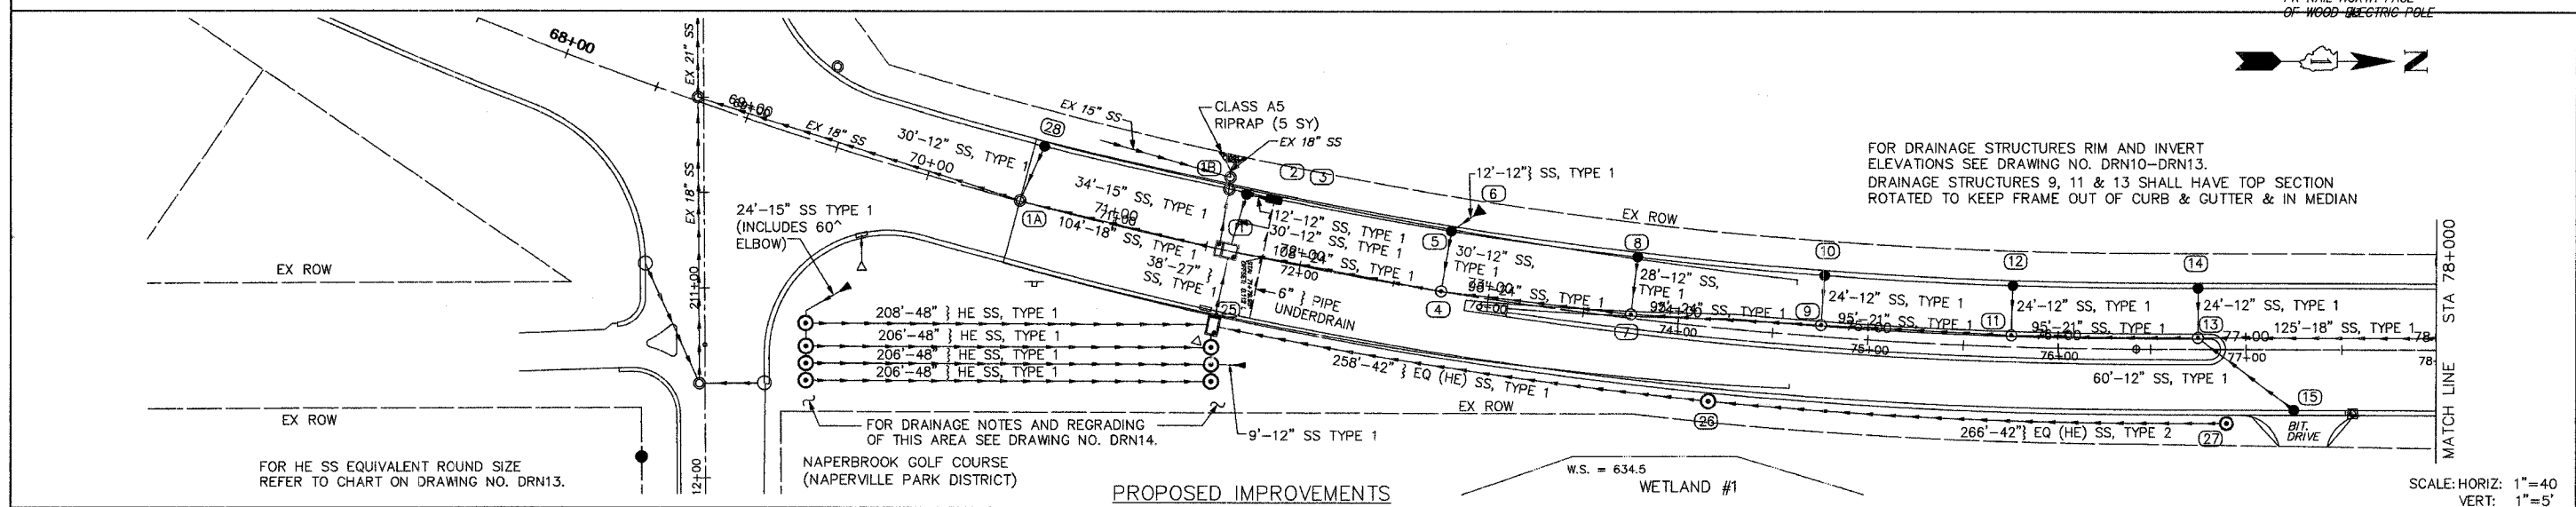 OF WOOD ELECTRIC POLE
68+00
EX 21" SS
69+00
EX 18" SS
30'-12" SS, TYPE 1
70+00
28
EX 15" SS
CLASS A5
RIPRAP (5 SY)
EX 18" SS
1B
2
3
12'-12"} SS, TYPE 1
6
N
FOR DRAINAGE STRUCTURES RIM AND INVERT
ELEVATIONS SEE DRAWING NO. DRN10-DRN13.
DRAINAGE STRUCTURES 9, 11 & 13 SHALL HAVE TOP SECTION
ROTATED TO KEEP FRAME OUT OF CURB & GUTTER & IN MEDIAN
EX 18" SS
24'-15" SS TYPE 1
(INCLUDES 60^
ELBOW)
1A
34'-15" SS, TYPE 1
71+00
104'-18" SS, TYPE 1
38'-27" }
SS, TYPE 1
12'-12" SS, TYPE 1
30'-12" SS, TYPE 1
72+00
6" } PIPE
UNDERDRAIN
5
30'-12" SS,
TYPE 1
4
EX ROW
8
28'-12" SS,
TYPE 1
7
74+00
10
24'-12" SS, TYPE 1
9
95'-21" SS, TYPE 1
75+00
12
24'-12" SS, TYPE 1
11
95'-21" SS, TYPE 1
76+00
14
24'-12" SS, TYPE 1
13
125'-18" SS, TYPE 1
77+00
77+00
78
78
MATCH LINE STA 78+000
EX ROW
211+00
25
208'-48" } HE SS, TYPE 1
206'-48" } HE SS, TYPE 1
206'-48" } HE SS, TYPE 1
206'-48" } HE SS, TYPE 1
258'-42" } EQ (HE) SS, TYPE 1
60'-12" SS, TYPE 1
15
EX ROW
EX ROW
26
266'-42"} EQ (HE) SS, TYPE 2
27
BIT.
DRIVE
FOR DRAINAGE NOTES AND REGRADING
OF THIS AREA SEE DRAWING NO. DRN14.
9'-12" SS TYPE 1
FOR HE SS EQUIVALENT ROUND SIZE
REFER TO CHART ON DRAWING NO. DRN13.
12+00
NAPERBROOK GOLF COURSE
(NAPERVILLE PARK DISTRICT)
PROPOSED IMPROVEMENTS
W.S. = 634.5
WETLAND #1
SCALE: HORIZ: 1"=40
VERT: 1"=5'